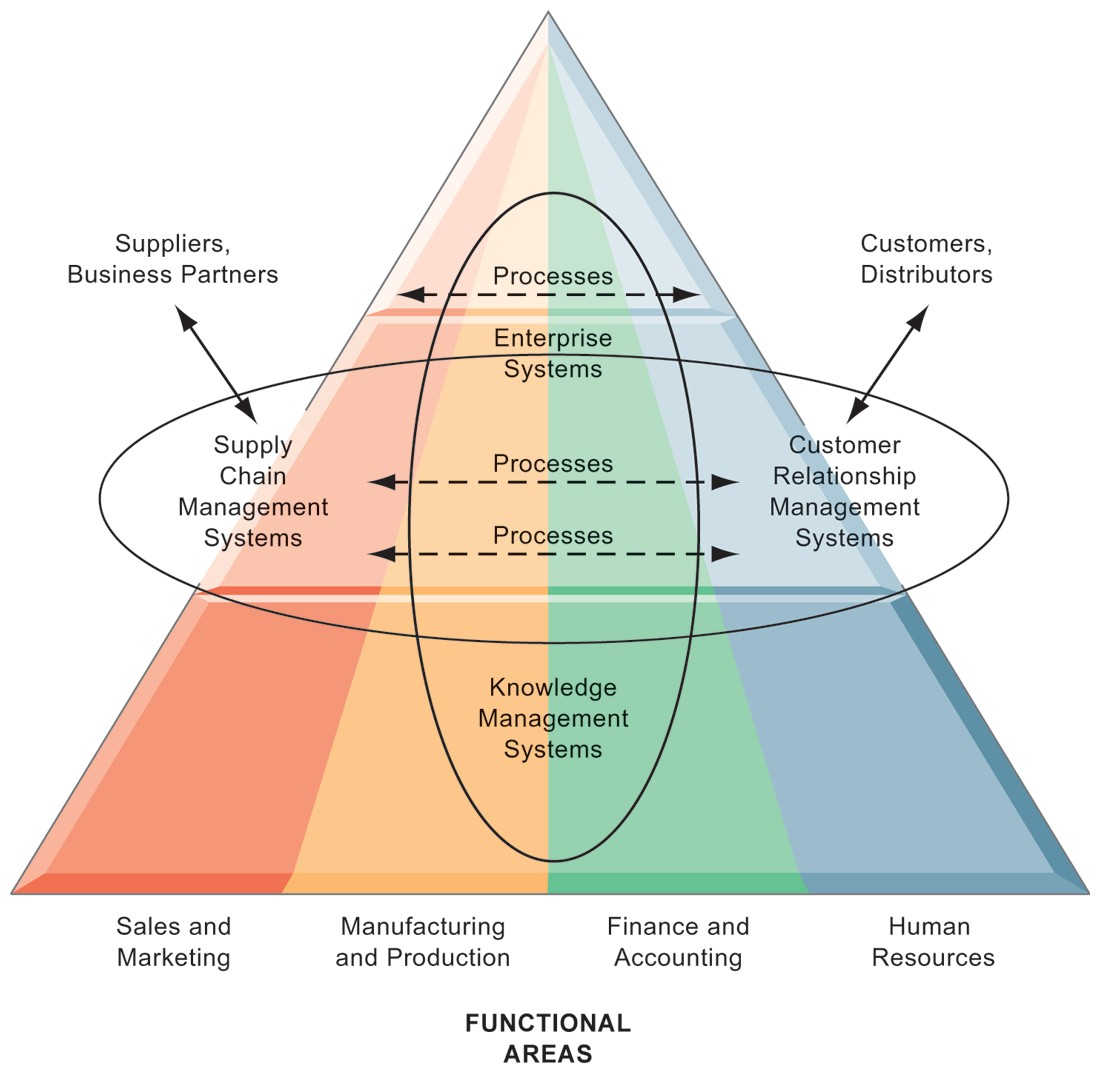 Suppliers,
Business Partners
Customers,
Distributors
Processes
Enterprise
Systems
Supply
Chain
Management
Systems
Processes
Processes
Customer
Relationship
Management
Systems
Knowledge
Management
Systems
Sales and
Marketing
Manufacturing
and Production
Finance and
Accounting
Human
Resources
FUNCTIONAL
AREAS